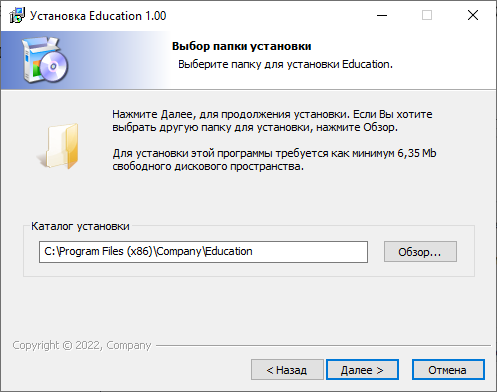 Установка Education 1.00
Выбор папки установки
Выберите папку для установки Education.
Нажмите Далее, для продолжения установки. Если Вы хотите
выбрать другую папку для установки, нажмите Обзор.
Для установки этой программы требуется как минимум 6,35 Mb
свободного дискового пространства.
Каталог установки
C:\Program Files (x86)\Company\Education
Обзор...
Copyright © 2022, Company
< Назад
Далее >
Отмена